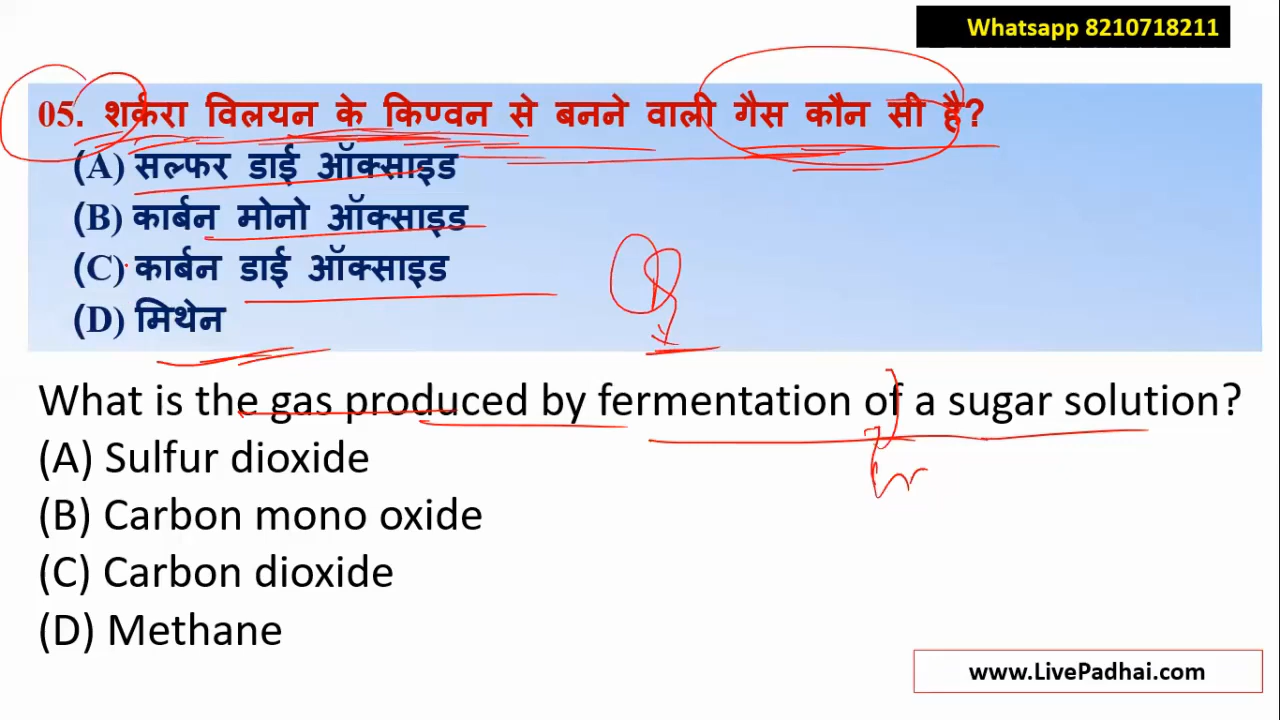 Whatsapp 8210718211
05. शर्करा विलयन के किण्वन से बनने वाली गैस कौन सी है?
(A) सल्फर डाई ऑक्साइड
(B) कार्बन मोनो ऑक्साइड
(C) कार्बन डाई ऑक्साइड
(D) मिथेन
What is the gas produced by fermentation of a sugar solution?
(A) Sulfur dioxide
(B) Carbon mono oxide
(C) Carbon dioxide
(D) Methane
www.LivePadhai.com